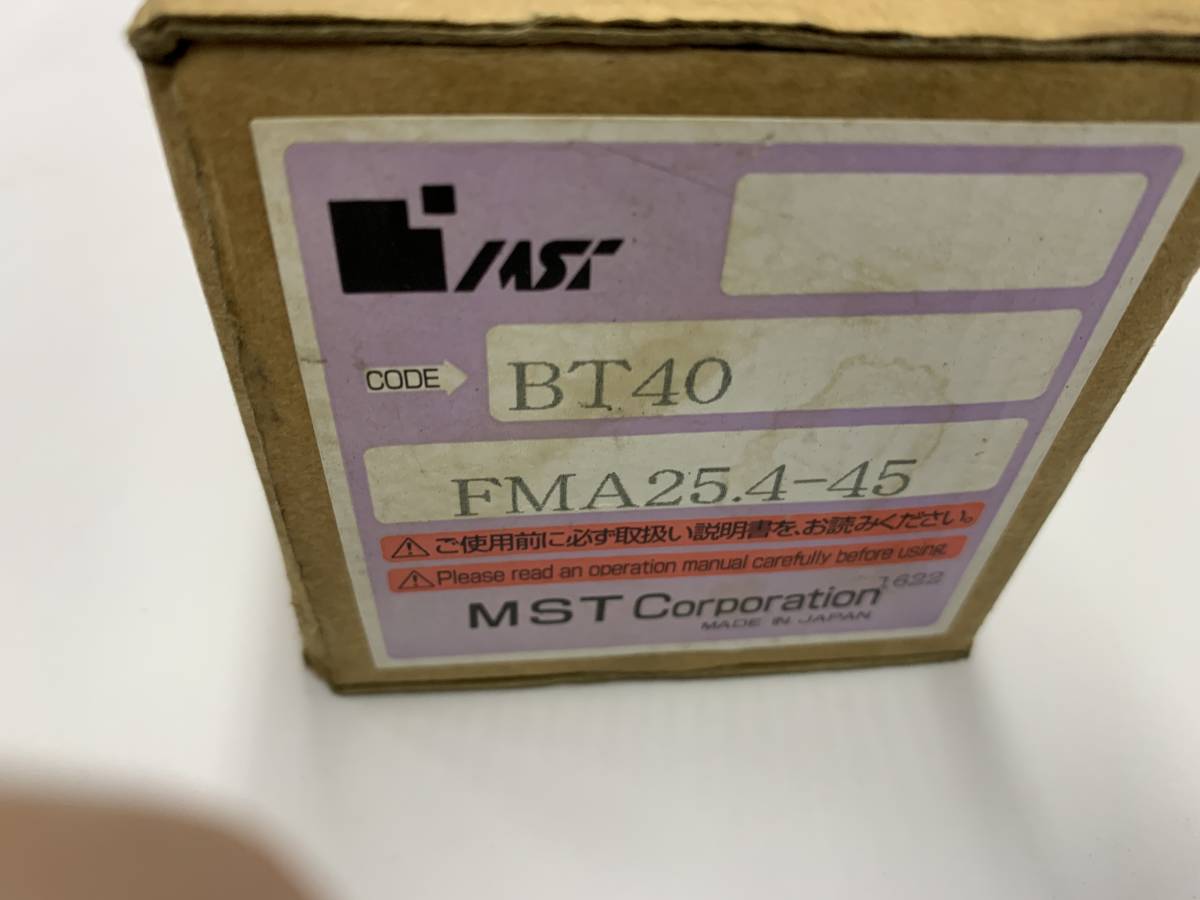 MST
CODE
BT40
FMA25.4-45
ご使用前に必ず取扱い説明書を、お読みください。
Please read an operation manual carefully before using.
1622
MST Corporation
MADE IN JAPAN